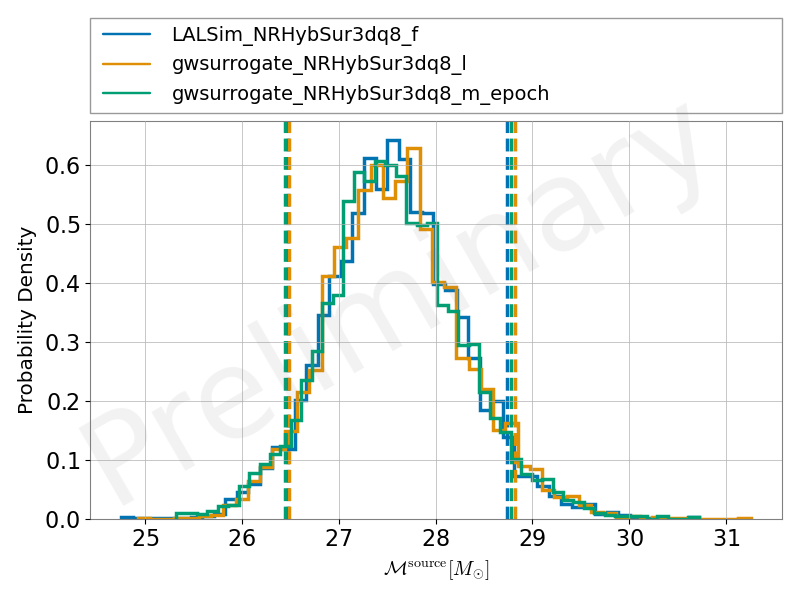 LALSim_NRHybSur3dq8_f
gwsurrogate_NRHybSur3dq8_l
gwsurrogate_NRHybSur3dq8_m_epoch
Preliminary
Probability Density
0.6
0.5
0.4
0.3
0.2
0.1
0.0
25 26 27 28 29 30 31
ℳ^source[M_⊙]